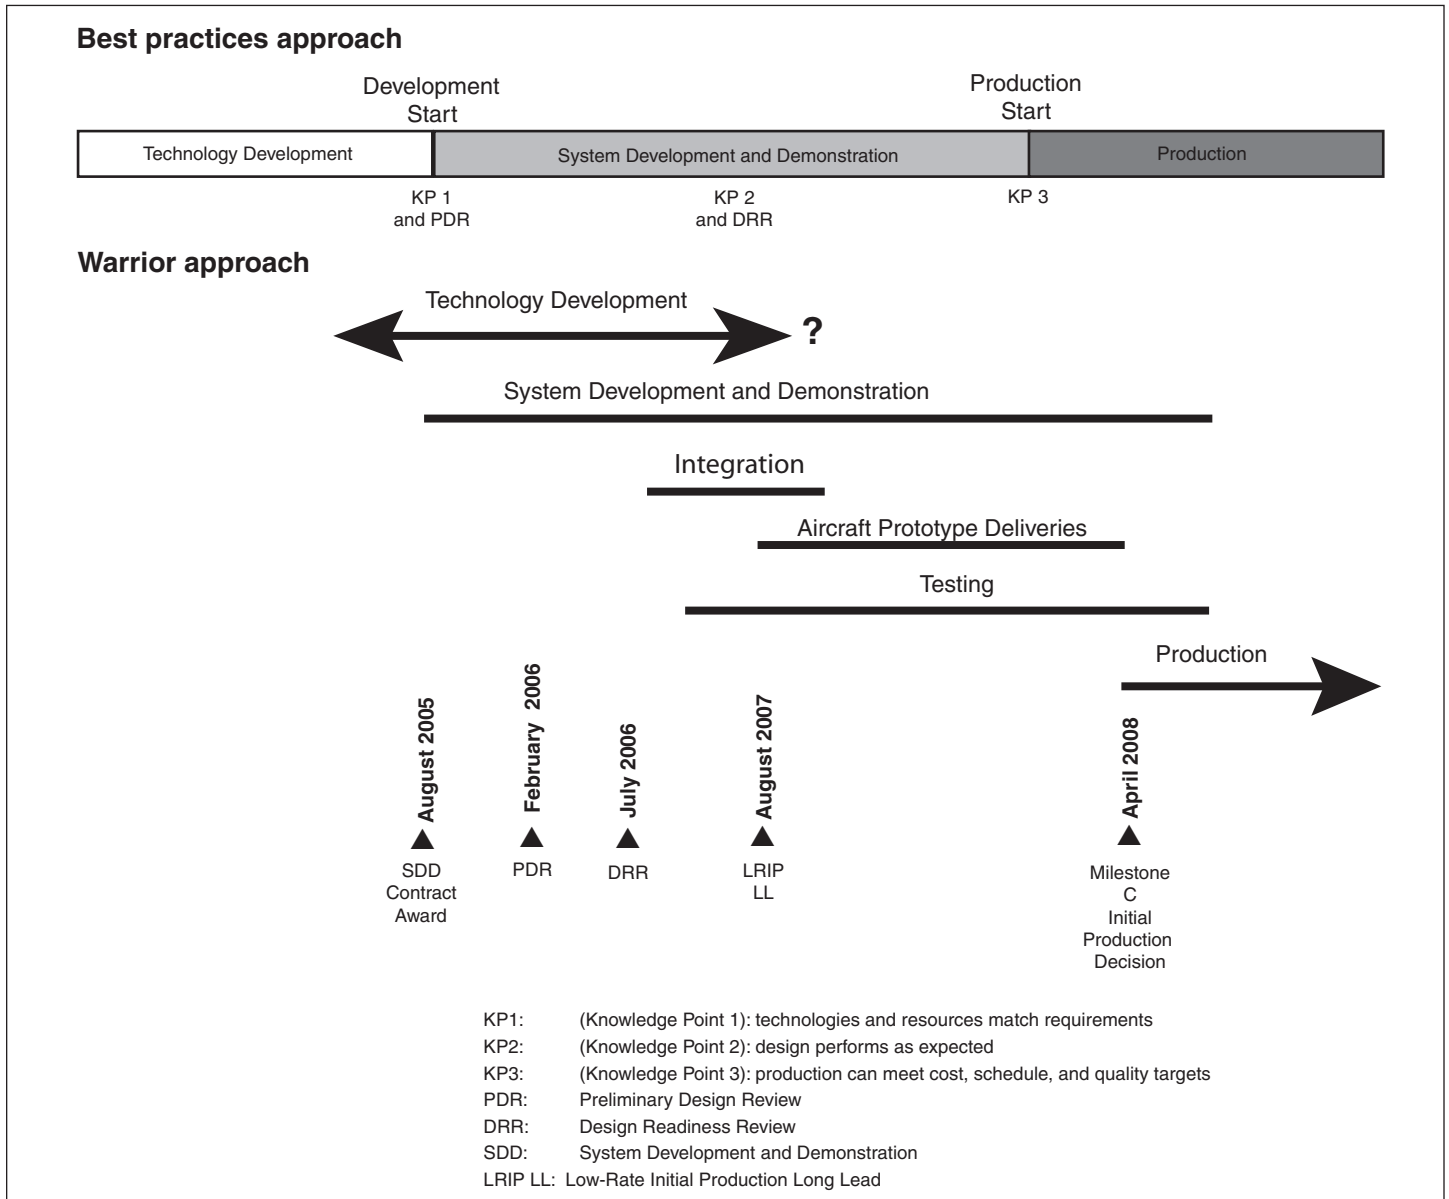 Best practices approach
Development
Start
Production
Start
Technology Development
System Development and Demonstration
Production
KP 1
and PDR
KP 2
and DRR
KP 3
Warrior approach
Technology Development
?
System Development and Demonstration
Integration
Aircraft Prototype Deliveries
Testing
Production
August 2005
February 2006
July 2006
August 2007
April 2008
SDD
Contract
Award
PDR
DRR
LRIP
LL
Milestone
C
Initial
Production
Decision
KP1: (Knowledge Point 1): technologies and resources match requirements
KP2: (Knowledge Point 2): design performs as expected
KP3: (Knowledge Point 3): production can meet cost, schedule, and quality targets
PDR: Preliminary Design Review
DRR: Design Readiness Review
SDD: System Development and Demonstration
LRIP LL: Low-Rate Initial Production Long Lead